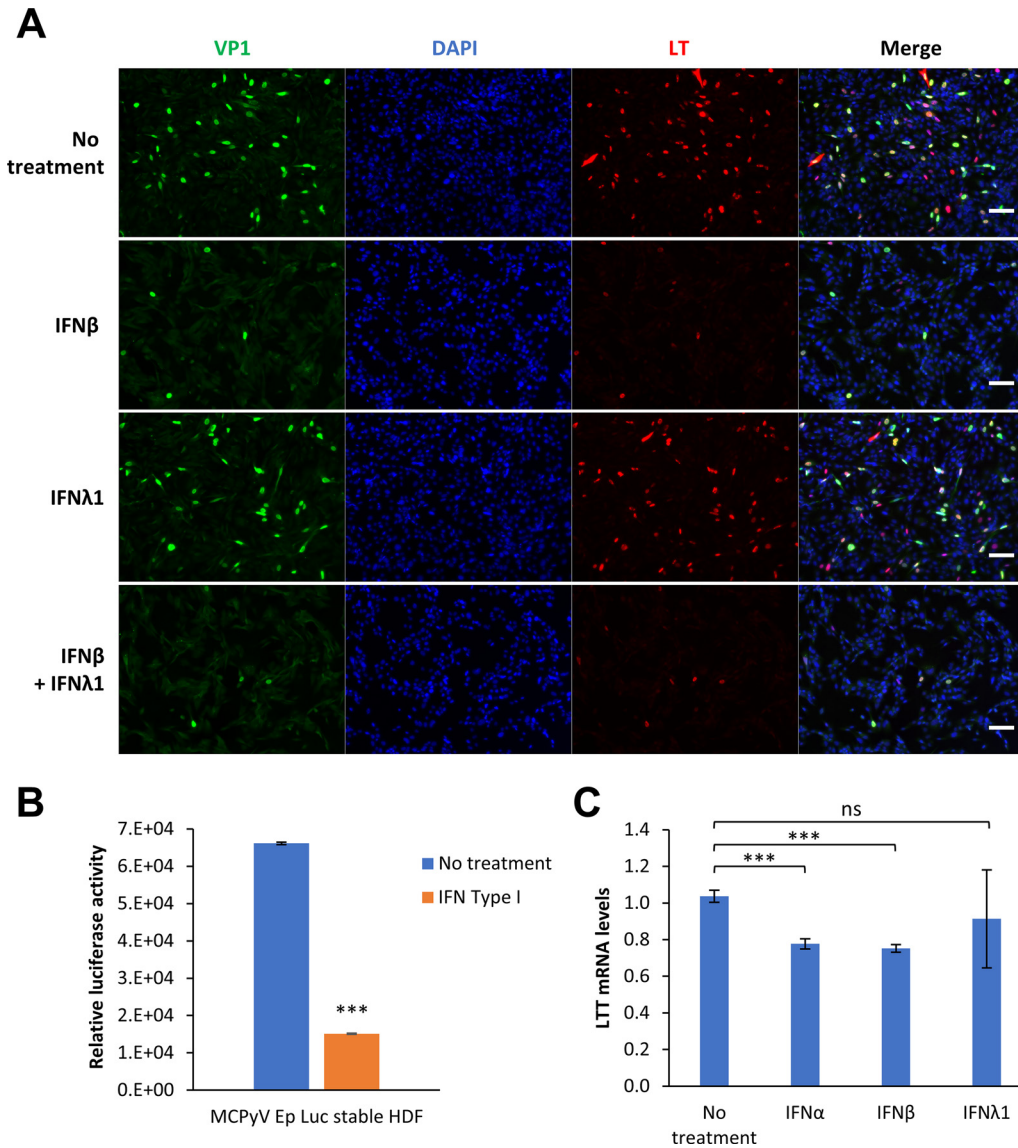 A
VP1 DAPI LT Merge
No
treatment
IFNβ
IFNλ1
IFNβ
+ IFNλ1
B
7.E+04
6.E+04
5.E+04
4.E+04
3.E+04
2.E+04
1.E+04
0.E+00
Relative luciferase activity
***
MCPyV Ep Luc stable HDF
No treatment
IFN Type I
C
ns
***
***
1.4
1.2
1.0
0.8
0.6
0.4
0.2
0.0
LTT mRNA levels
No
treatment
IFNα
IFNβ
IFNλ1